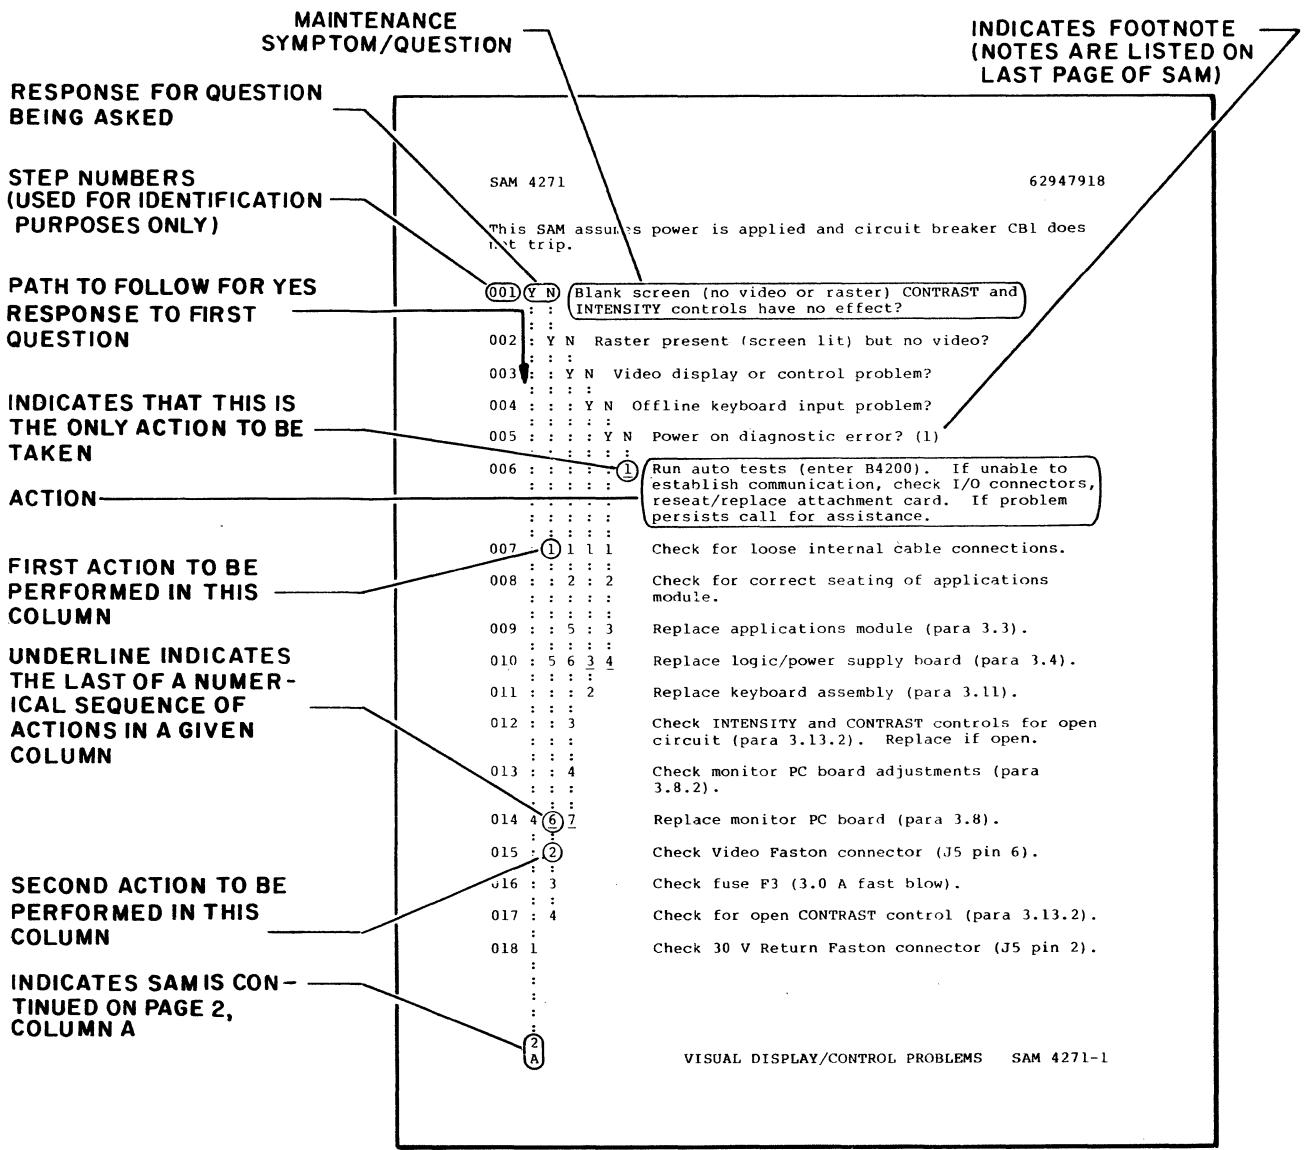 MAINTENANCE
SYMPTOM/QUESTION
INDICATES FOOTNOTE
(NOTES ARE LISTED ON
LAST PAGE OF SAM)
RESPONSE FOR QUESTION
BEING ASKED
STEP NUMBERS
(USED FOR IDENTIFICATION
PURPOSES ONLY)
PATH TO FOLLOW FOR YES
RESPONSE TO FIRST
QUESTION
INDICATES THAT THIS IS
THE ONLY ACTION TO BE
TAKEN
ACTION
FIRST ACTION TO BE
PERFORMED IN THIS
COLUMN
UNDERLINE INDICATES
THE LAST OF A NUMER-
ICAL SEQUENCE OF
ACTIONS IN A GIVEN
COLUMN
SECOND ACTION TO BE
PERFORMED IN THIS
COLUMN
INDICATES SAM IS CON-
TINUED ON PAGE 2,
COLUMN A
SAM 4271 62947918
This SAM assumes power is applied and circuit breaker CB1 does
not trip.
001 Y N Blank screen (no video or raster) CONTRAST and
INTENSITY controls have no effect?
: :
: :
002 : Y N Raster present (screen lit) but no video?
: : :
003 : : Y N Video display or control problem?
: : : :
004 : : : Y N Offline keyboard input problem?
: : : : :
005 : : : : Y N Power on diagnostic error? (1)
: : : : : :
006 : : : : : 1 Run auto tests (enter B4200). If unable to
: : : : : establish communication, check I/O connectors,
: : : : : reseat/replace attachment card. If problem
: : : : : persists call for assistance.
: : : : :
007 : 1 1 1 1 Check for loose internal cable connections.
: : : : :
008 : : 2 : 2 Check for correct seating of applications
: : : : : module.
: : : : :
009 : : 5 : 3 Replace applications module (para 3.3).
: : : : :
010 : 5 6 3 4 Replace logic/power supply board (para 3.4).
: : : :
011 : : : 2 Replace keyboard assembly (para 3.11).
: : :
012 : : 3 Check INTENSITY and CONTRAST controls for open
: : : circuit (para 3.13.2). Replace if open.
: : :
013 : : 4 Check monitor PC board adjustments (para
: : : 3.8.2).
: : :
014 4 6 7 Replace monitor PC board (para 3.8).
: :
015 : 2 Check Video Faston connector (J5 pin 6).
: :
016 : 3 Check fuse F3 (3.0 A fast blow).
: :
017 : 4 Check for open CONTRAST control (para 3.13.2).
:
018 1 Check 30 V Return Faston connector (J5 pin 2).
:
:
:
:
:
2
A
VISUAL DISPLAY/CONTROL PROBLEMS SAM 4271-1